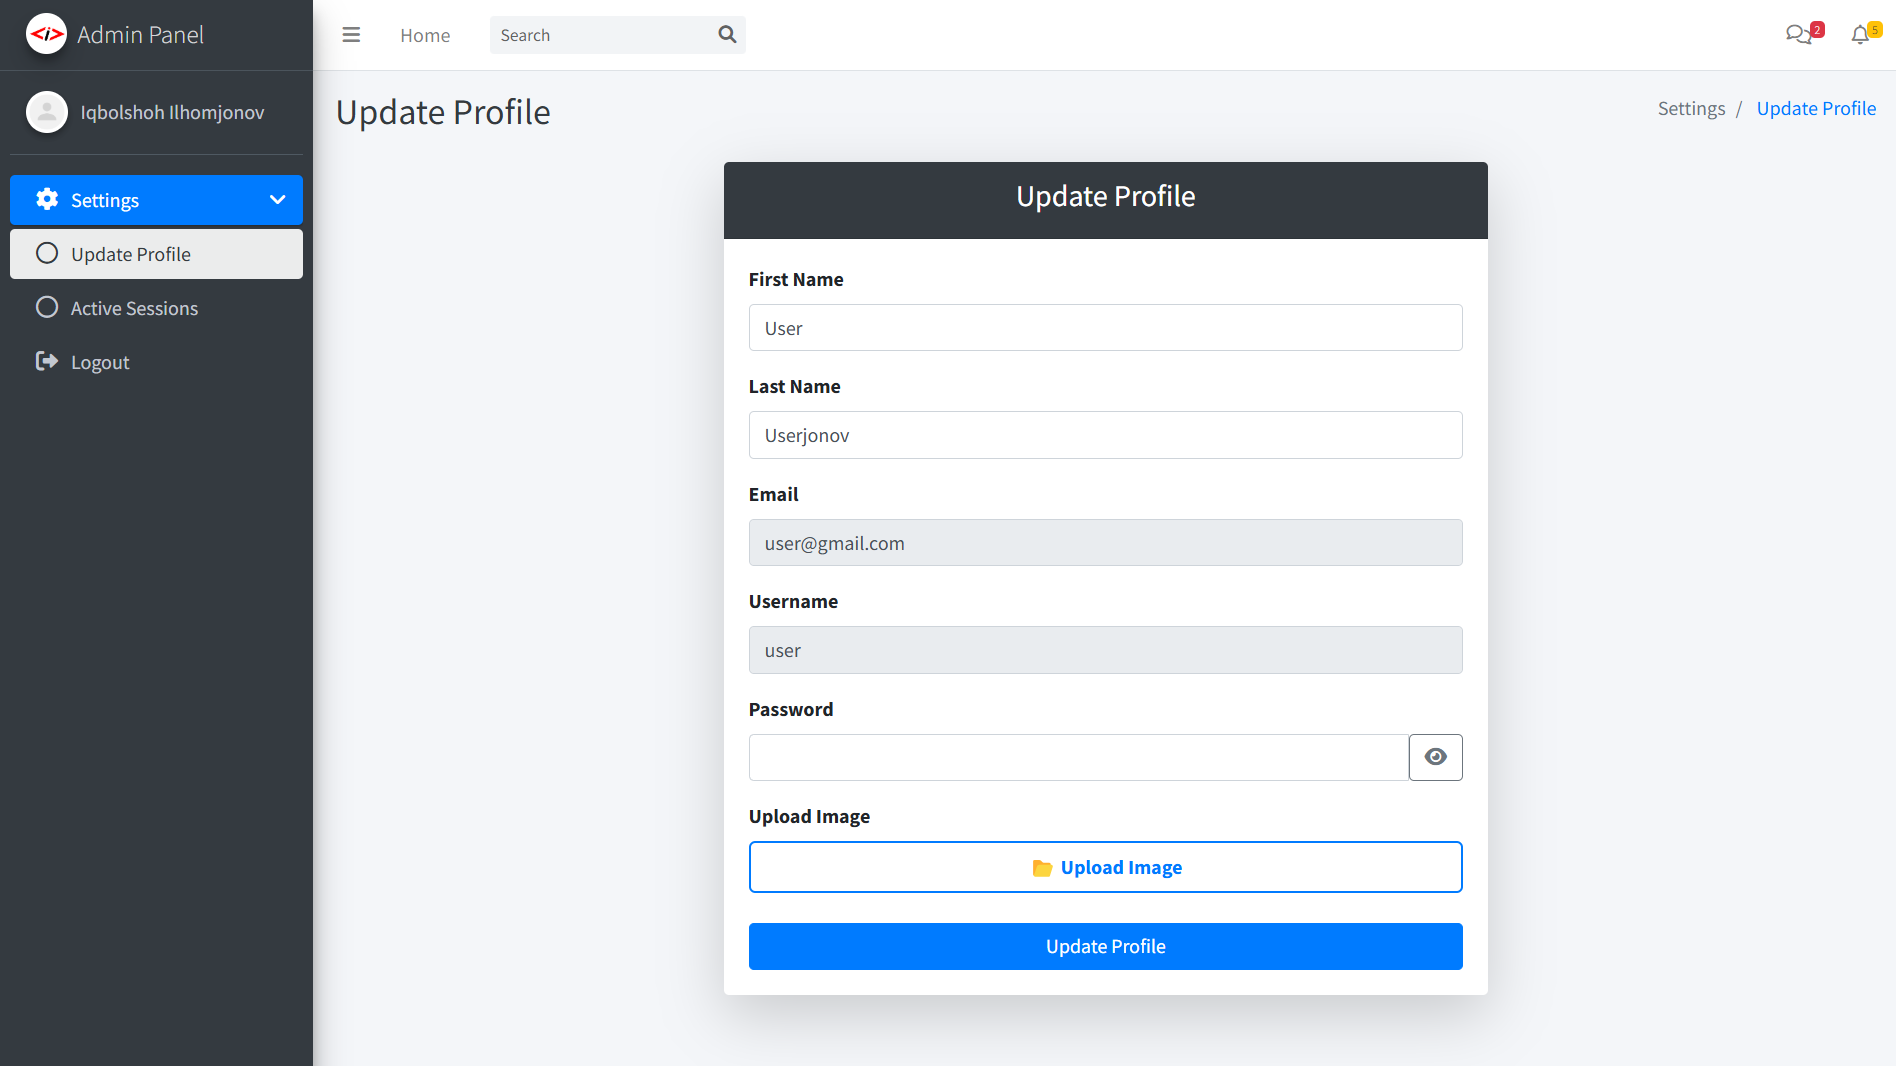 Admin Panel
Home
Search
2
5
Iqbolshoh Ilhomjonov
Settings
Update Profile
Active Sessions
Logout
Update Profile
Settings / Update Profile
Update Profile
First Name
User
Last Name
Userjonov
Email
user@gmail.com
Username
user
Password
Upload Image
Upload Image
Update Profile